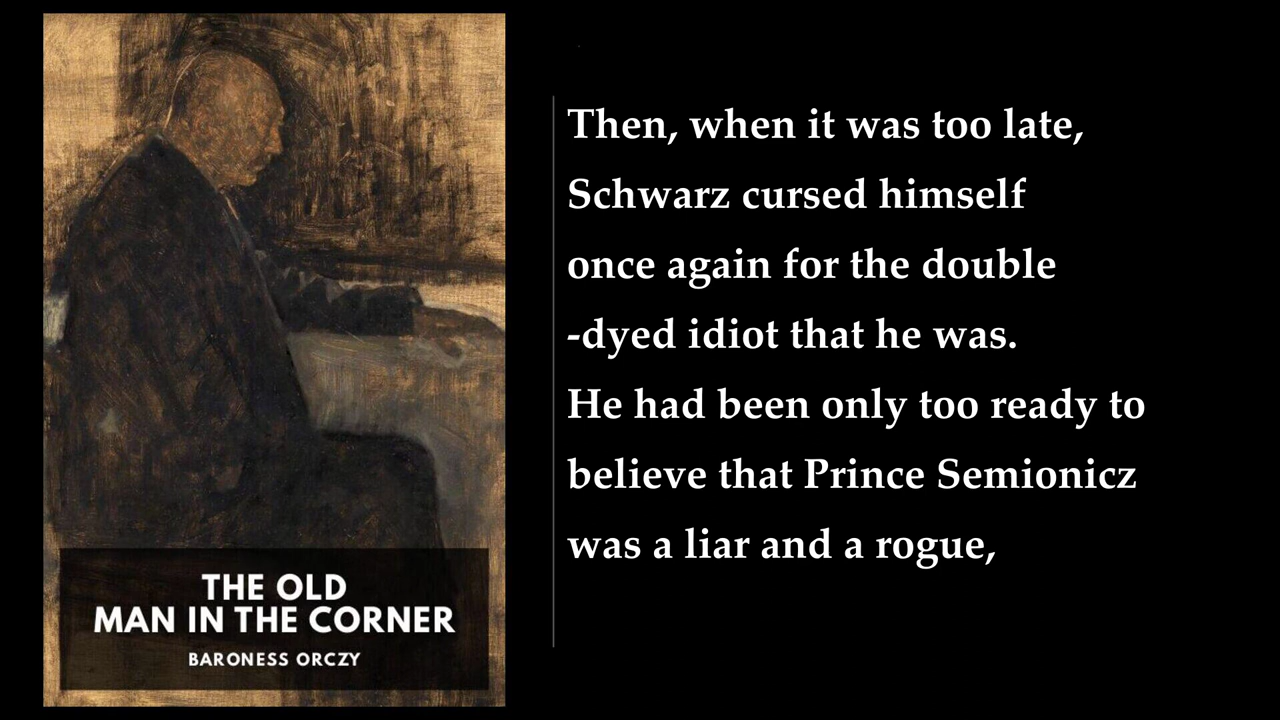 THE OLD
MAN IN THE CORNER
BARONESS ORCZY
Then, when it was too late,
Schwarz cursed himself
once again for the double
-dyed idiot that he was.
He had been only too ready to
believe that Prince Semionicz
was a liar and a rogue,